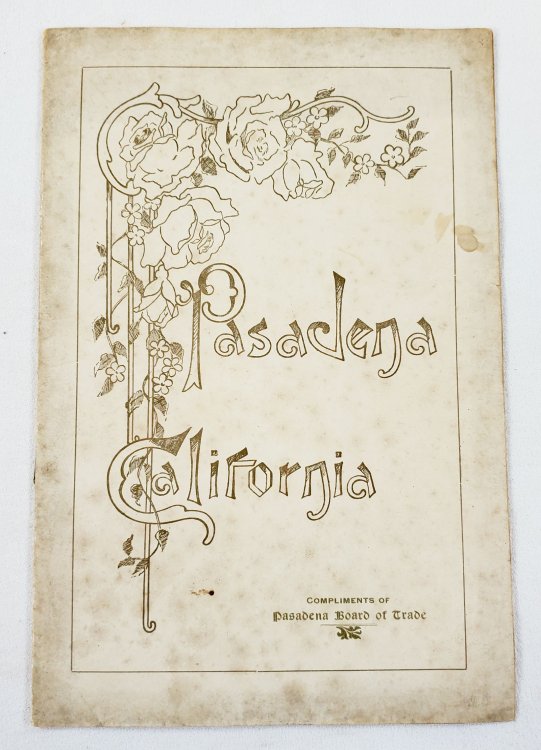 Pasadena
California
COMPLIMENTS OF
Pasadena Board of Trade